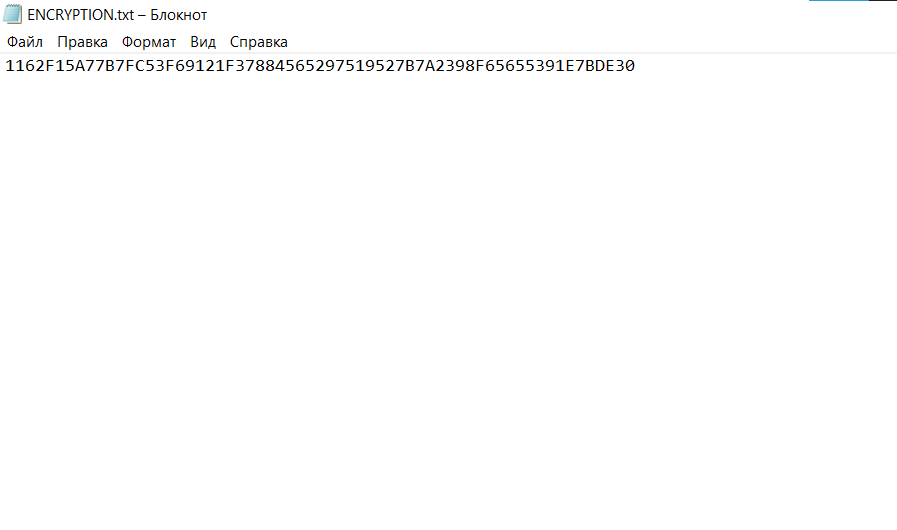 ENCRYPTION.txt – Блокнот
Файл Правка Формат Вид Справка
1162F15A77B7FC53F69121F37884565297519527B7A2398F65655391E7BDE30